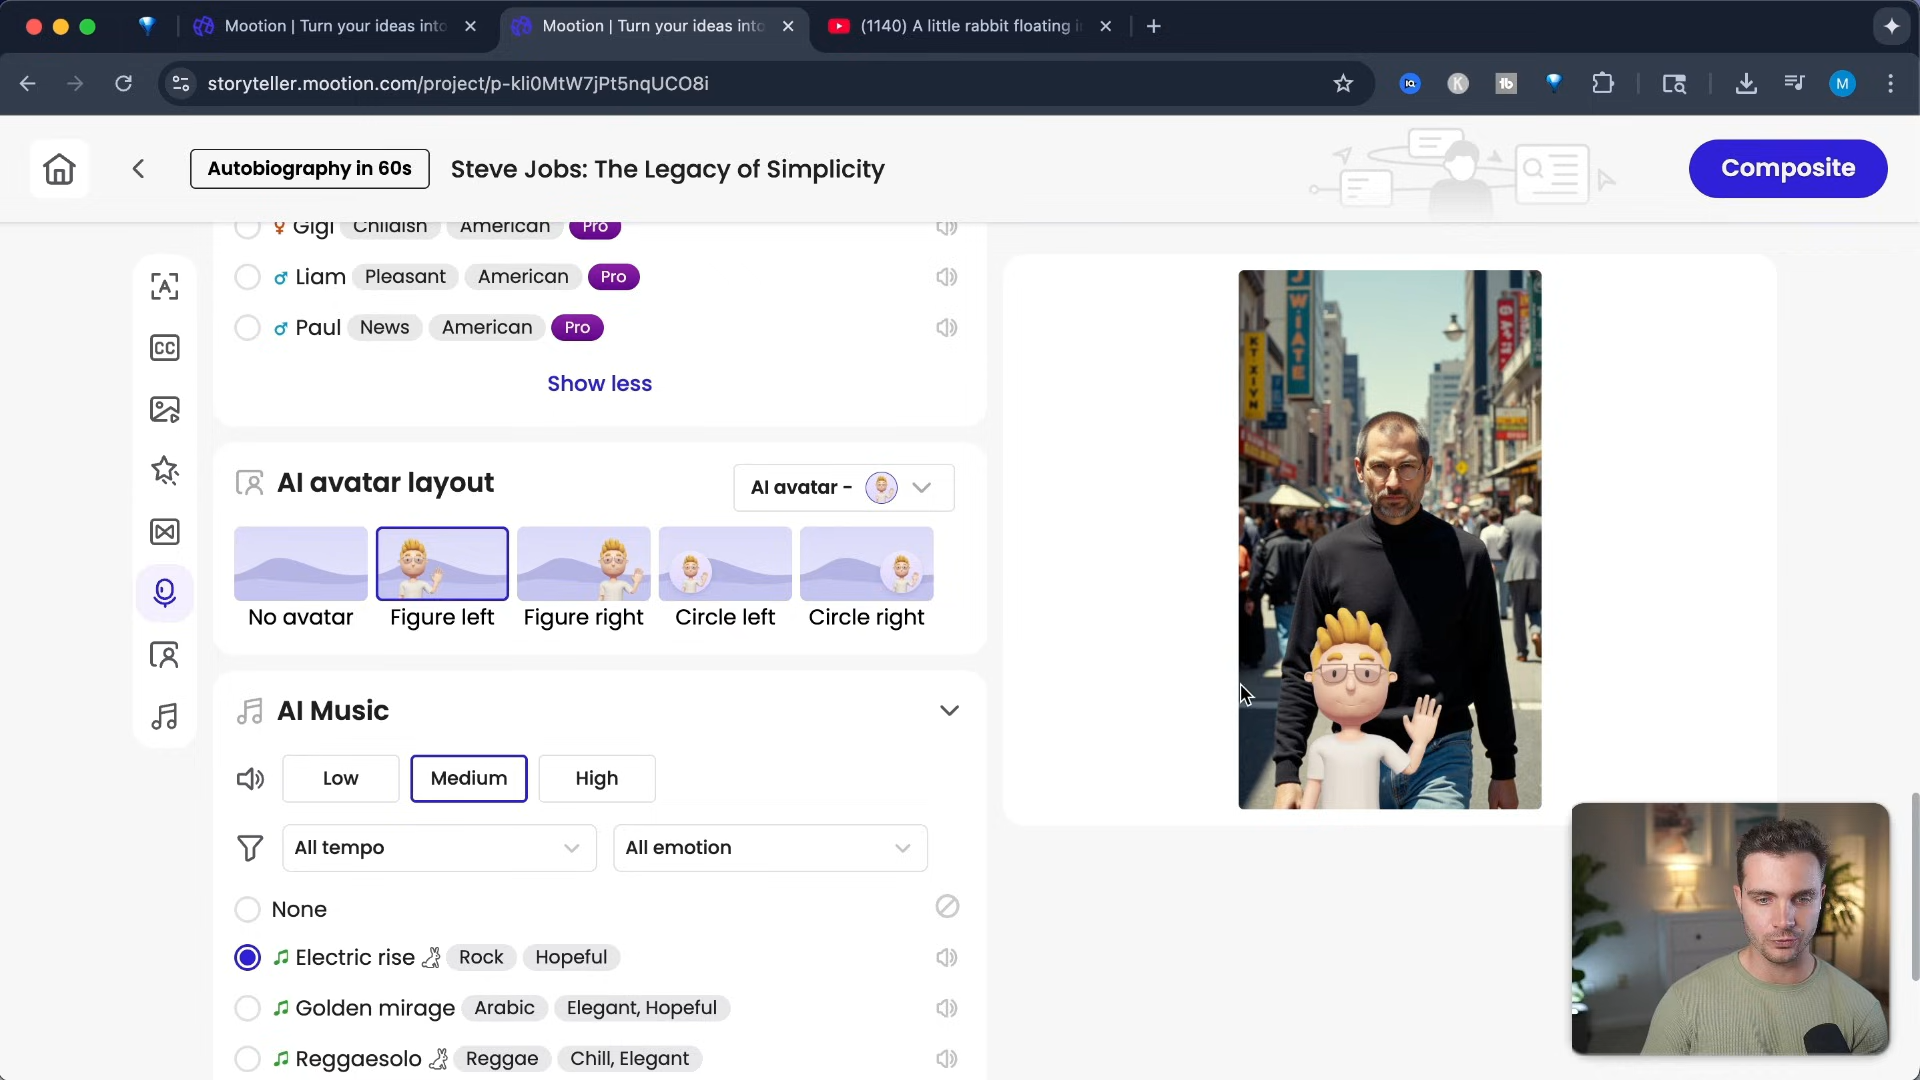 Mootion | Turn your ideas into
Mootion | Turn your ideas into
(1140) A little rabbit floating i
storyteller.mootion.com/project/p-kli0MtW7jPt5nqUCO8i
M
Autobiography in 60s
Steve Jobs: The Legacy of Simplicity
Composite
Gigi Childish American Pro
Liam Pleasant American Pro
Paul News American Pro
Show less
AI avatar layout
AI avatar -
No avatar
Figure left
Figure right
Circle left
Circle right
AI Music
Low
Medium
High
All tempo
All emotion
None
Electric rise Rock Hopeful
Golden mirage Arabic Elegant, Hopeful
Reggaesolo Reggae Chill, Elegant